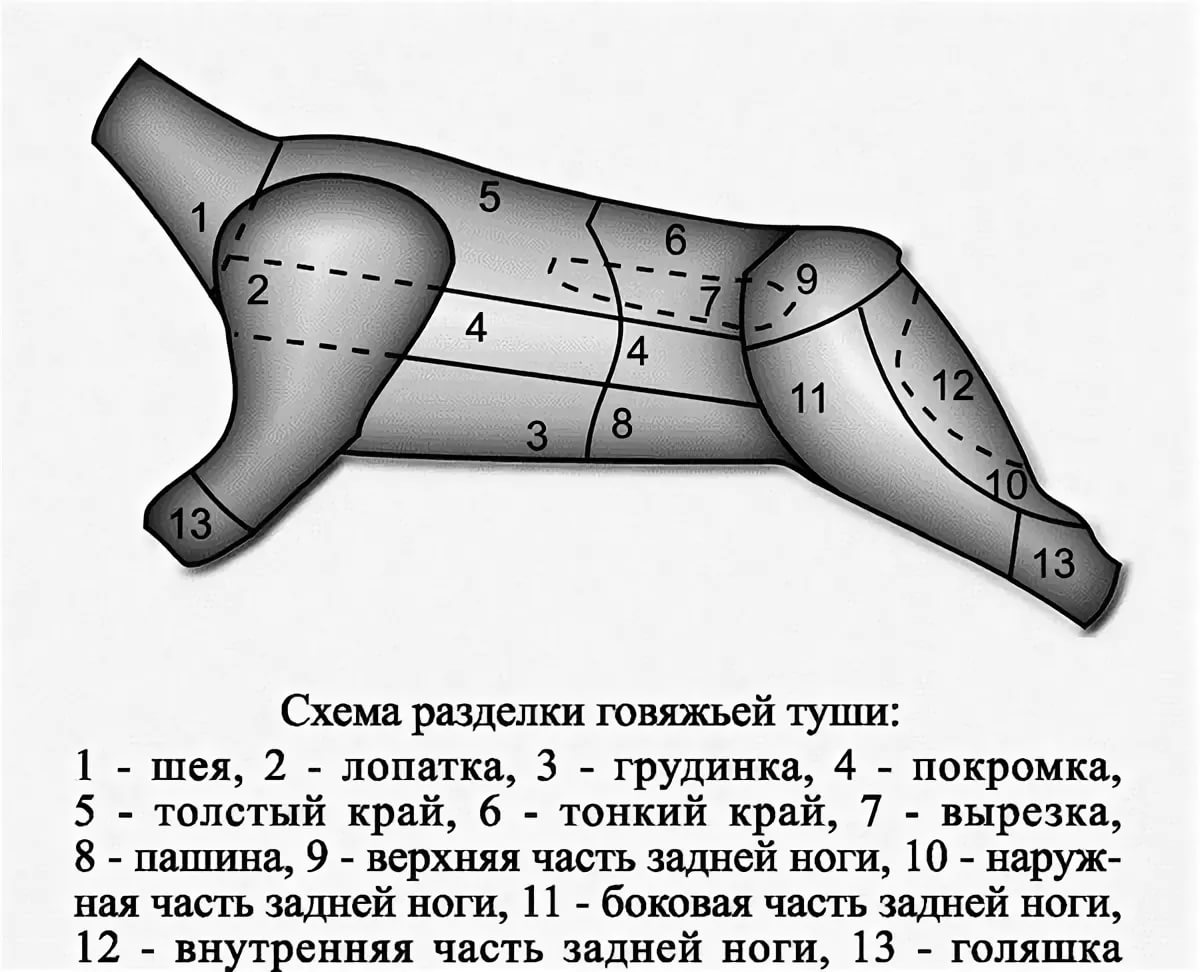 5
6
1
9
2
7
4
4
12
11
8
3
10
13
13
Схема разделки говяжьей туши:
1 - шея, 2 - лопатка, 3 - грудинка, 4 - покромка,
5 - толстый край, 6 - тонкий край, 7 - вырезка,
8 - пашина, 9 - верхняя часть задней ноги, 10 - наруж-
ная часть задней ноги, 11 - боковая часть задней ноги,
12 - внутренняя часть задней ноги, 13 - голяшка